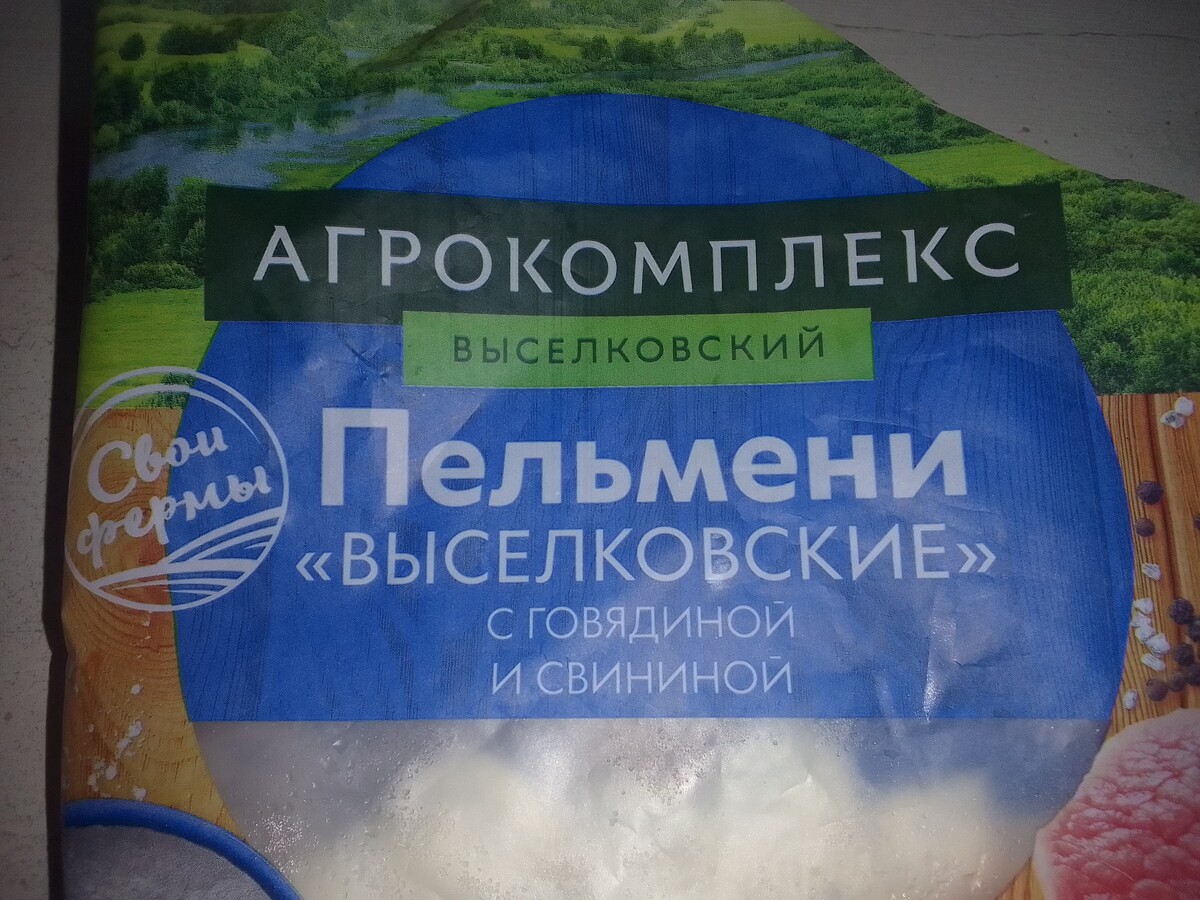 АГРОКОМПЛЕКС
ВЫСЕЛКОВСКИЙ
Свои
фермы
Пельмени
«ВЫСЕЛКОВСКИЕ»
С ГОВЯДИНОЙ
И СВИНИНОЙ